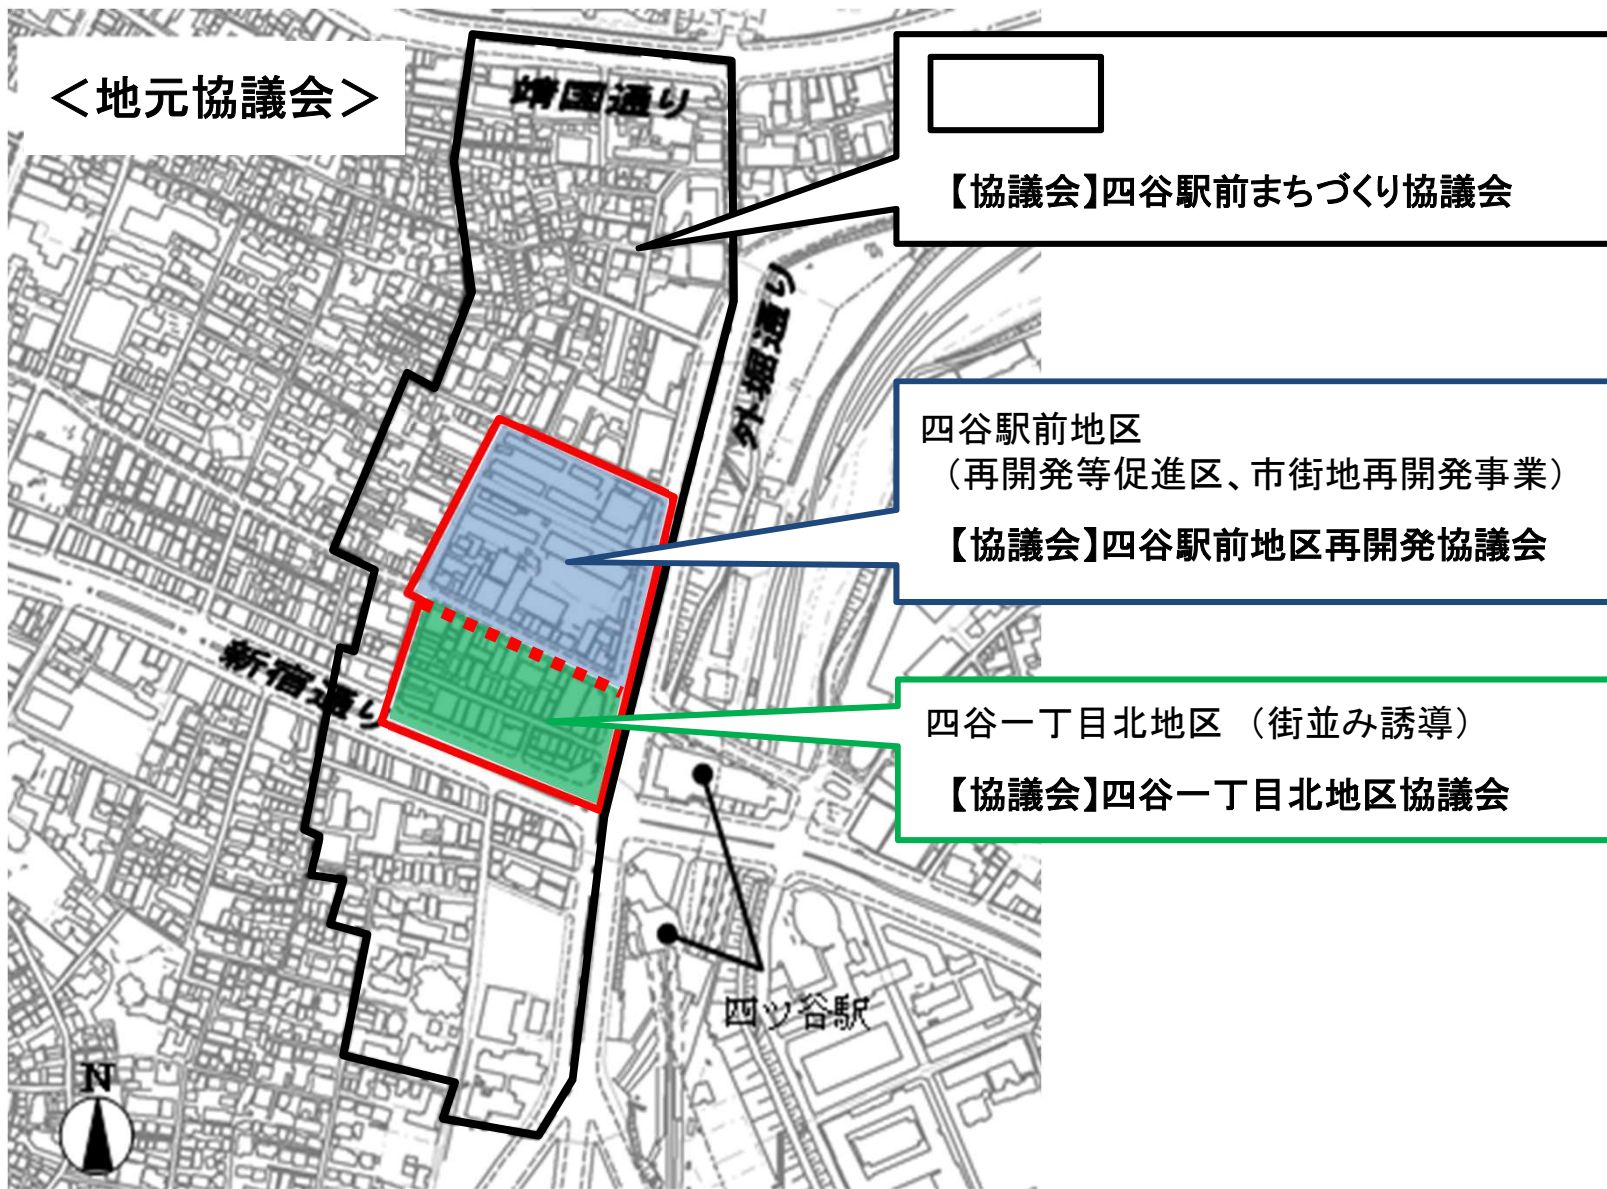 ＜地元協議会＞
靖国通り
【協議会】四谷駅前まちづくり協議会
外堀通り
四谷駅前地区
（再開発等促進区、市街地再開発事業）
【協議会】四谷駅前地区再開発協議会
新宿通り
四谷一丁目北地区 （街並み誘導）
【協議会】四谷一丁目北地区協議会
四ツ谷駅
N